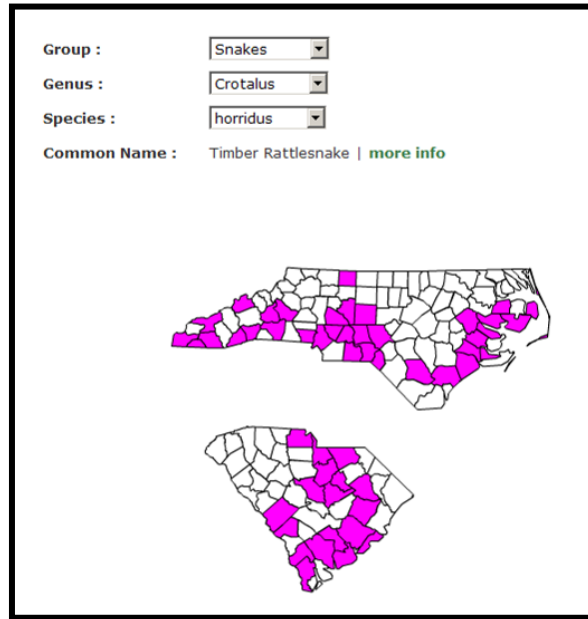 Group : Snakes
Genus : Crotalus
Species : horridus
Common Name : Timber Rattlesnake | more info